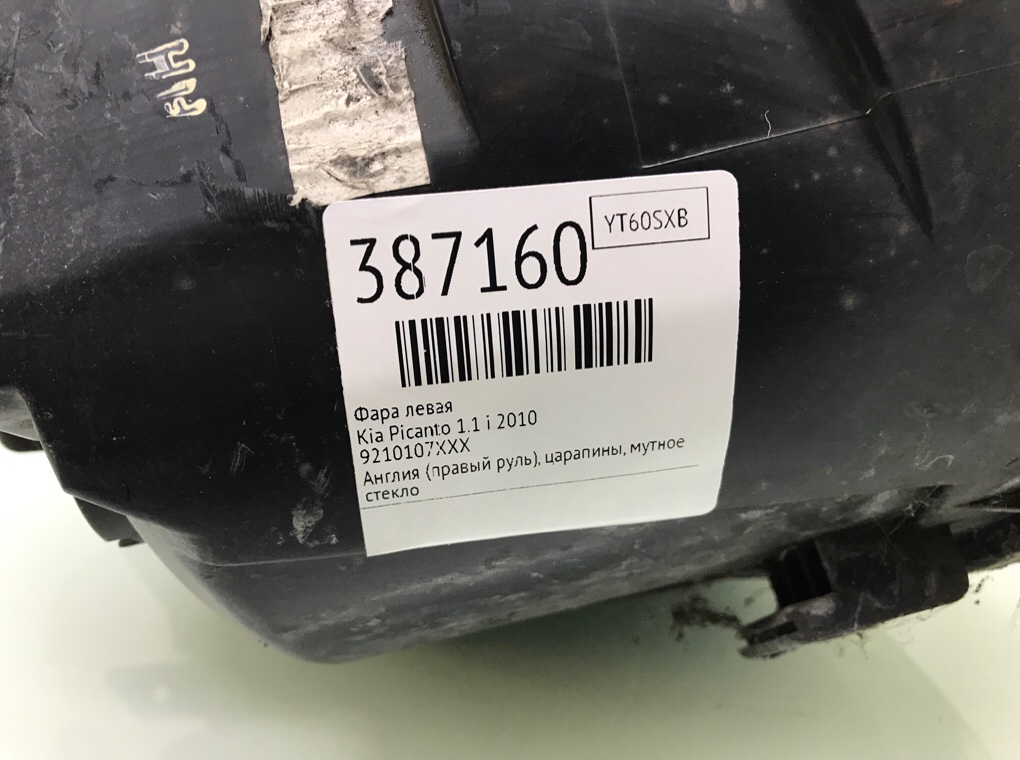 YT60SXB
387160
Фара левая
Kia Picanto 1.1 i 2010
9210107XXX
Англия (правый руль), царапины, мутное
стекло